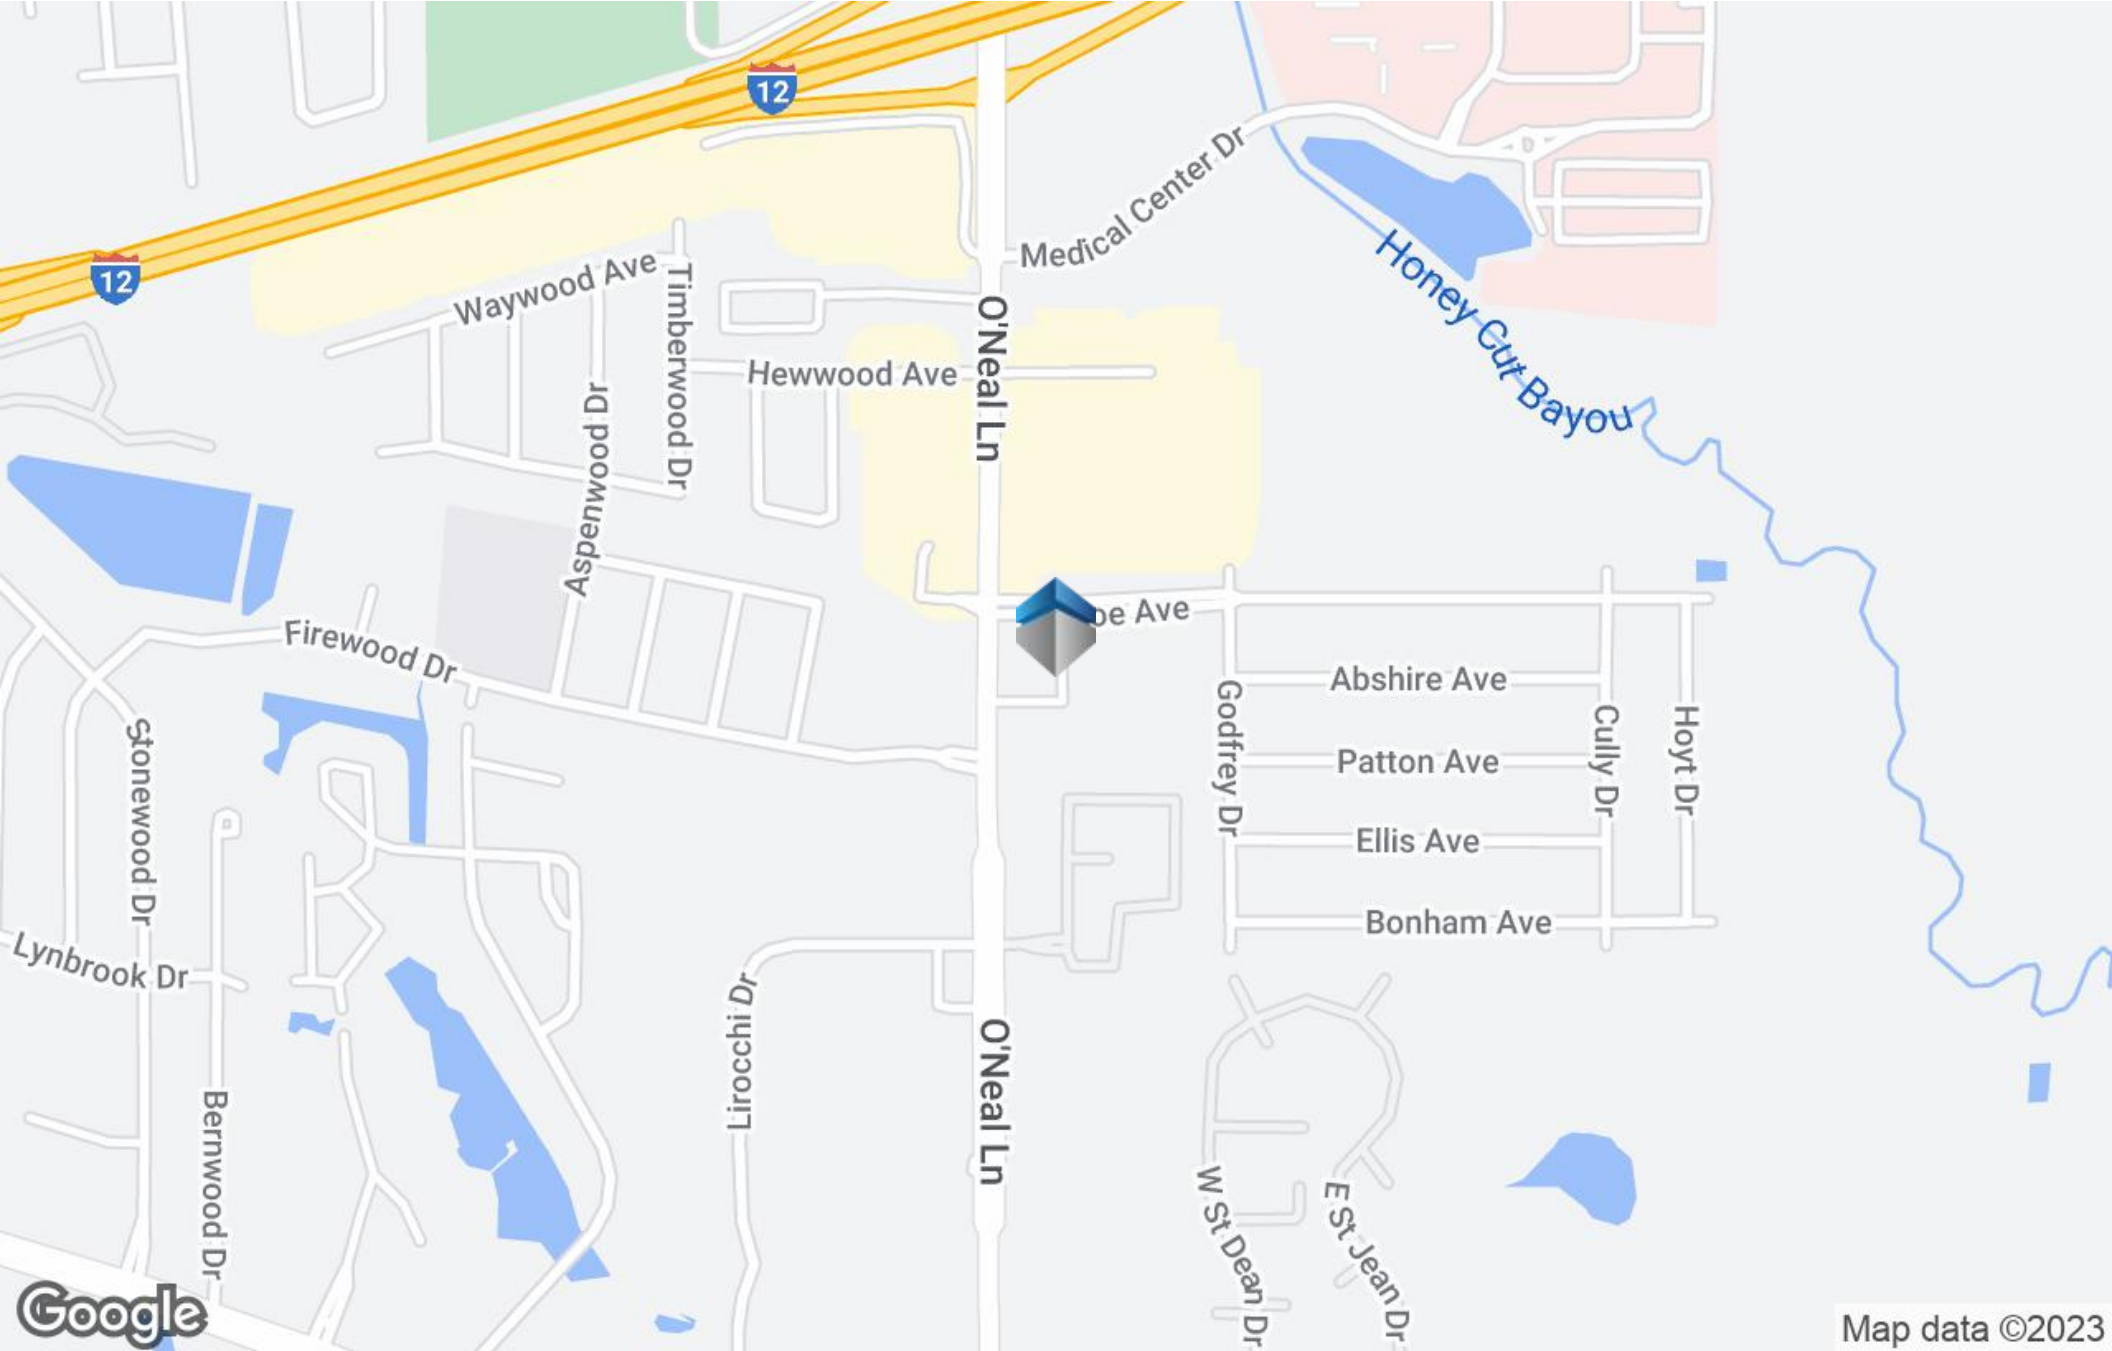 12
12
Medical Center Dr
Waywood Ave
Timberwood Dr
Honey Cut Bayou
O'Neal Ln
Hewwood Ave
Aspenwood Dr
oe Ave
Firewood Dr
Abshire Ave
Godfrey Dr
Cully Dr
Hoyt Dr
Stonewood Dr
Patton Ave
Ellis Ave
Bonham Ave
Lynbrook Dr
Lirocchi Dr
O'Neal Ln
Bernwood Dr
W St Dean Dr
E St Jean Dr
Google
Map data ©2023